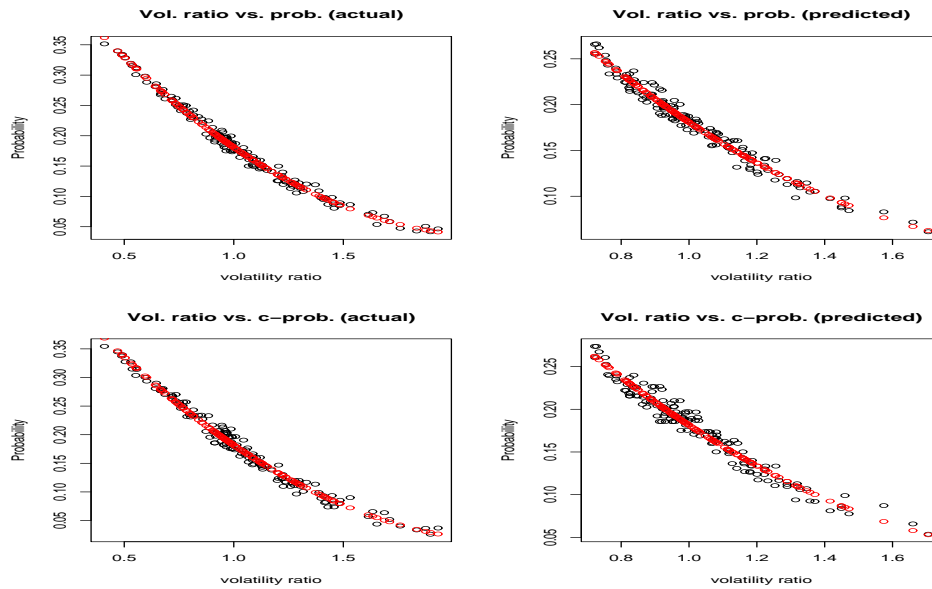 Vol. ratio vs. prob. (actual)
Probability
0.05 0.10 0.15 0.20 0.25 0.30 0.35
0.5 1.0 1.5
volatility ratio
Vol. ratio vs. prob. (predicted)
Probability
0.10 0.15 0.20 0.25
0.8 1.0 1.2 1.4 1.6
volatility ratio
Vol. ratio vs. c−prob. (actual)
Probability
0.05 0.10 0.15 0.20 0.25 0.30 0.35
0.5 1.0 1.5
volatility ratio
Vol. ratio vs. c−prob. (predicted)
Probability
0.05 0.10 0.15 0.20 0.25
0.8 1.0 1.2 1.4 1.6
volatility ratio